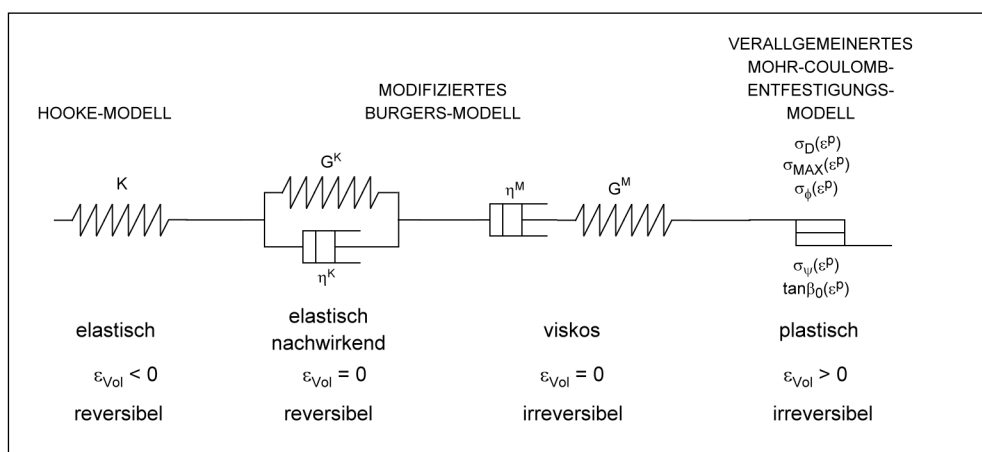 VERALLGEMEINERTES
MOHR-COULOMB-
ENTFESTIGUNGS-
MODELL
MODIFIZIERTES
BURGERS-MODELL
HOOKE-MODELL
σD(εᵖ)
σMAX(εᵖ)
σϕ(εᵖ)
K
Gᴷ
ηᴹ
Gᴹ
ηᴷ
σψ(εᵖ)
tanβ₀(εᵖ)
elastisch
elastisch
nachwirkend
viskos
plastisch
εVol < 0
εVol = 0
εVol = 0
εVol > 0
reversibel
reversibel
irreversibel
irreversibel